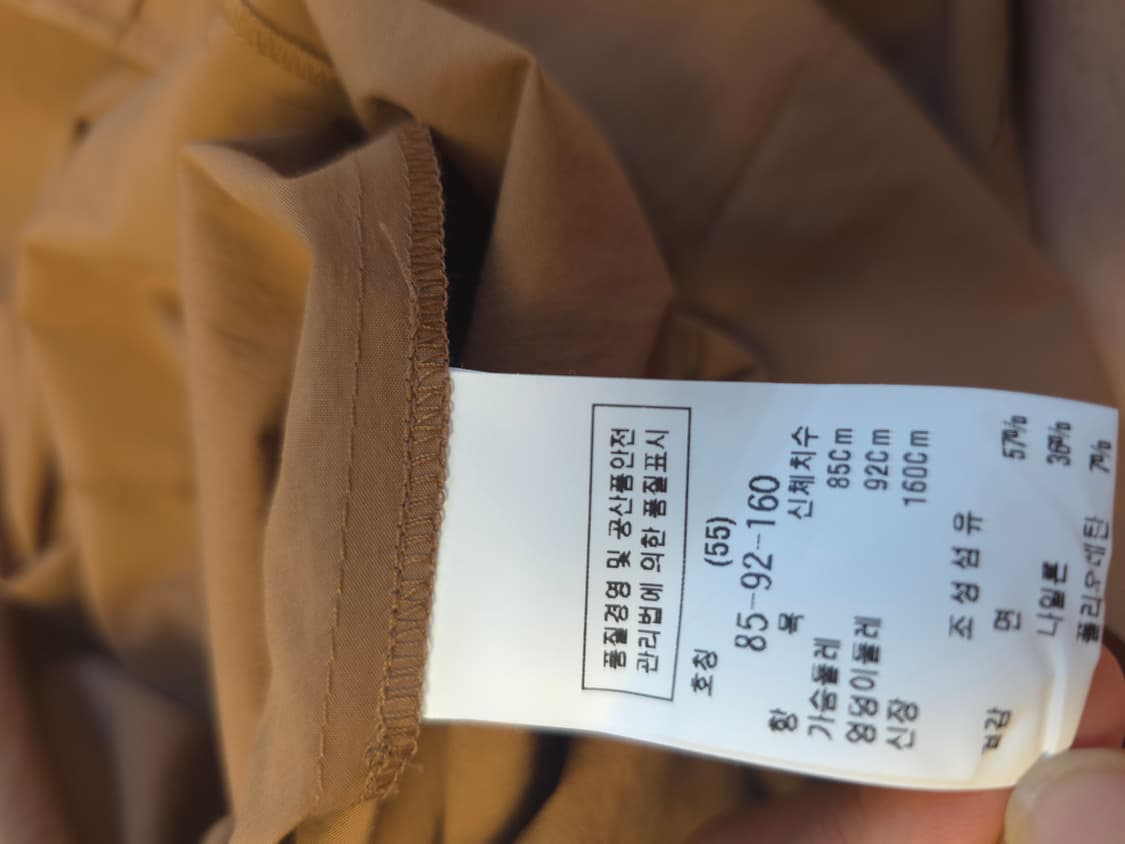 품질경영 및 공산품안전
관리법에 의한 품질표시
호칭 (55)
85-92-160
항 목 신체치수
가슴둘레 85Cm
엉덩이둘레 92Cm
신장 160Cm
조성섬유
겉감 면 57%
나일론 36%
폴리우레탄 7%